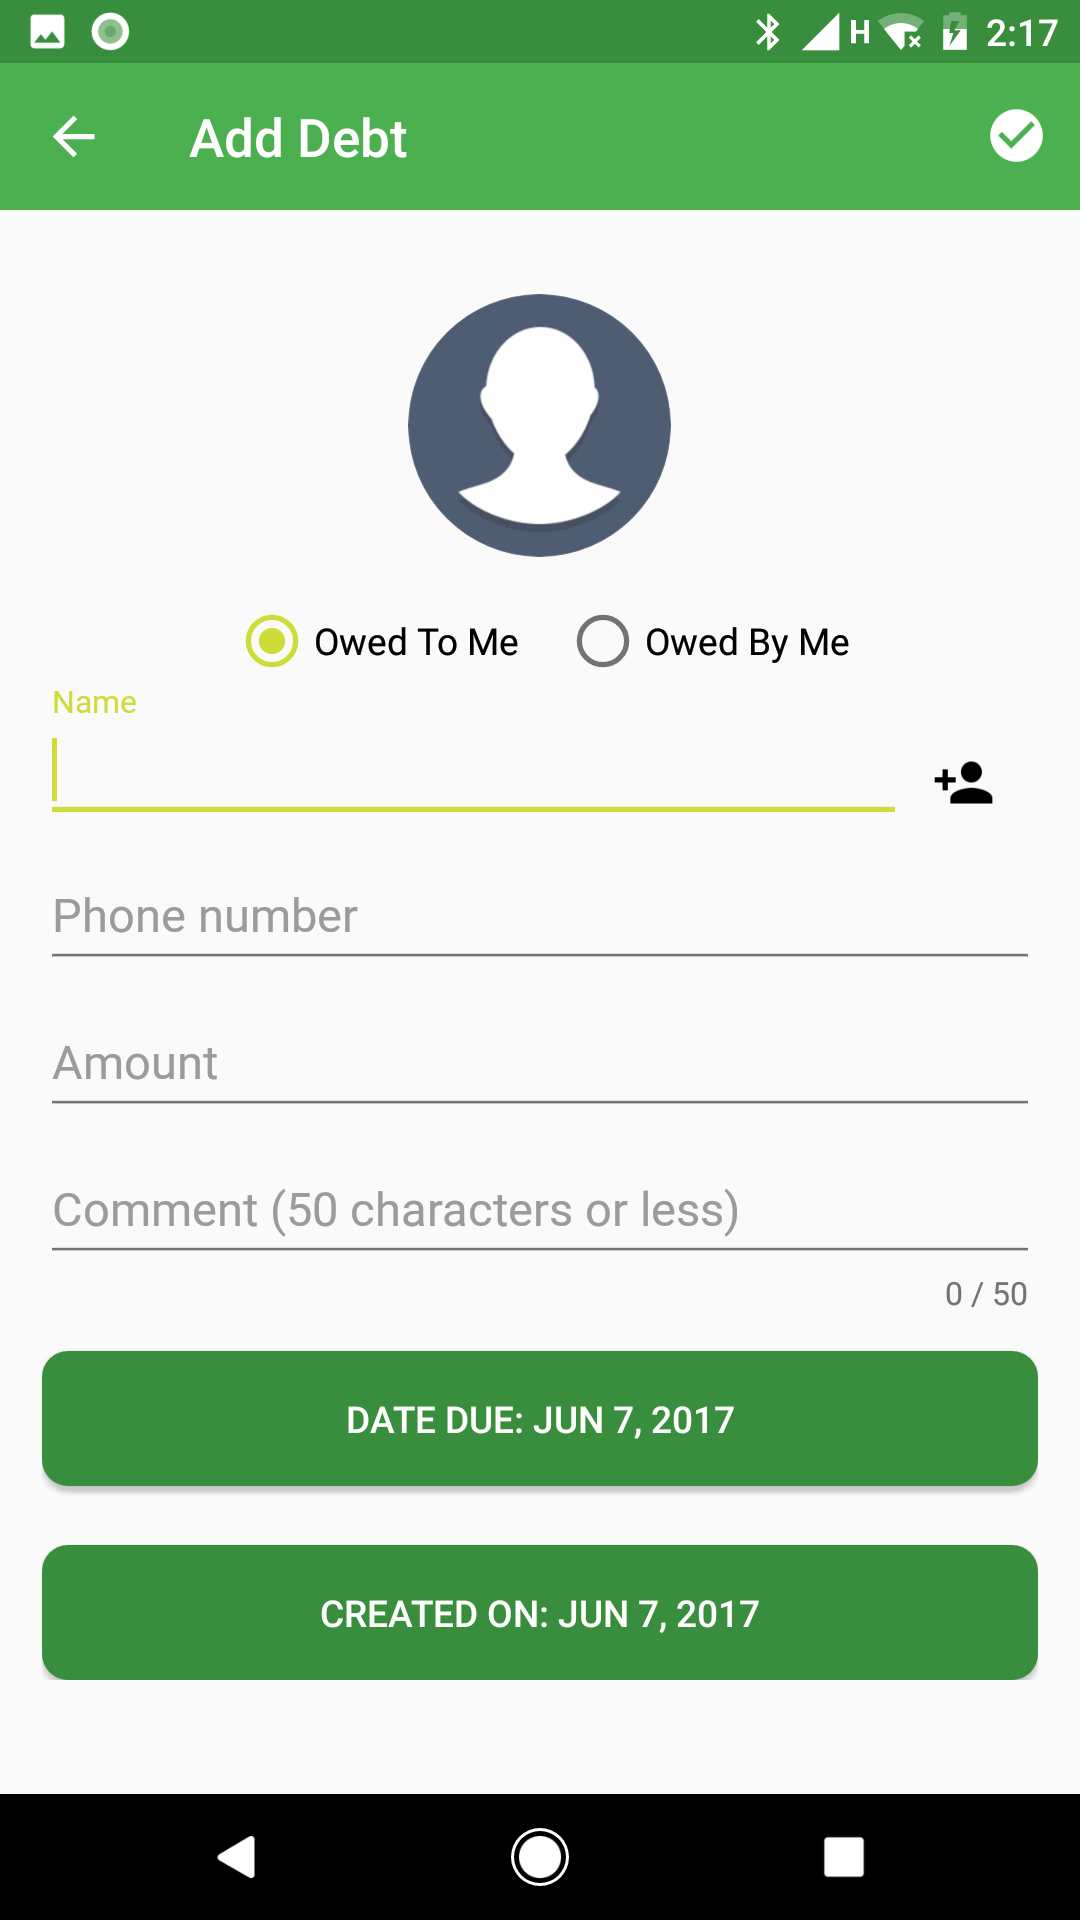 H 2:17
Add Debt
Owed To Me Owed By Me
Name
Phone number
Amount
Comment (50 characters or less)
0 / 50
DATE DUE: JUN 7, 2017
CREATED ON: JUN 7, 2017